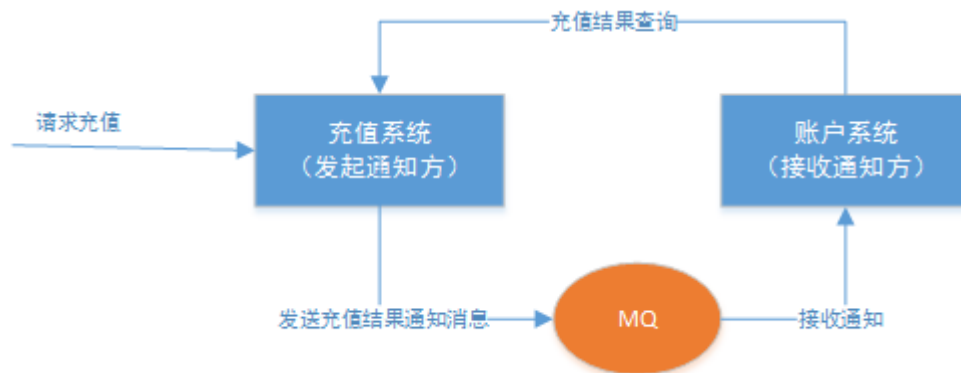 充值结果查询
请求充值
充值系统
（发起通知方）
账户系统
（接收通知方）
发送充值结果通知消息
MQ
接收通知